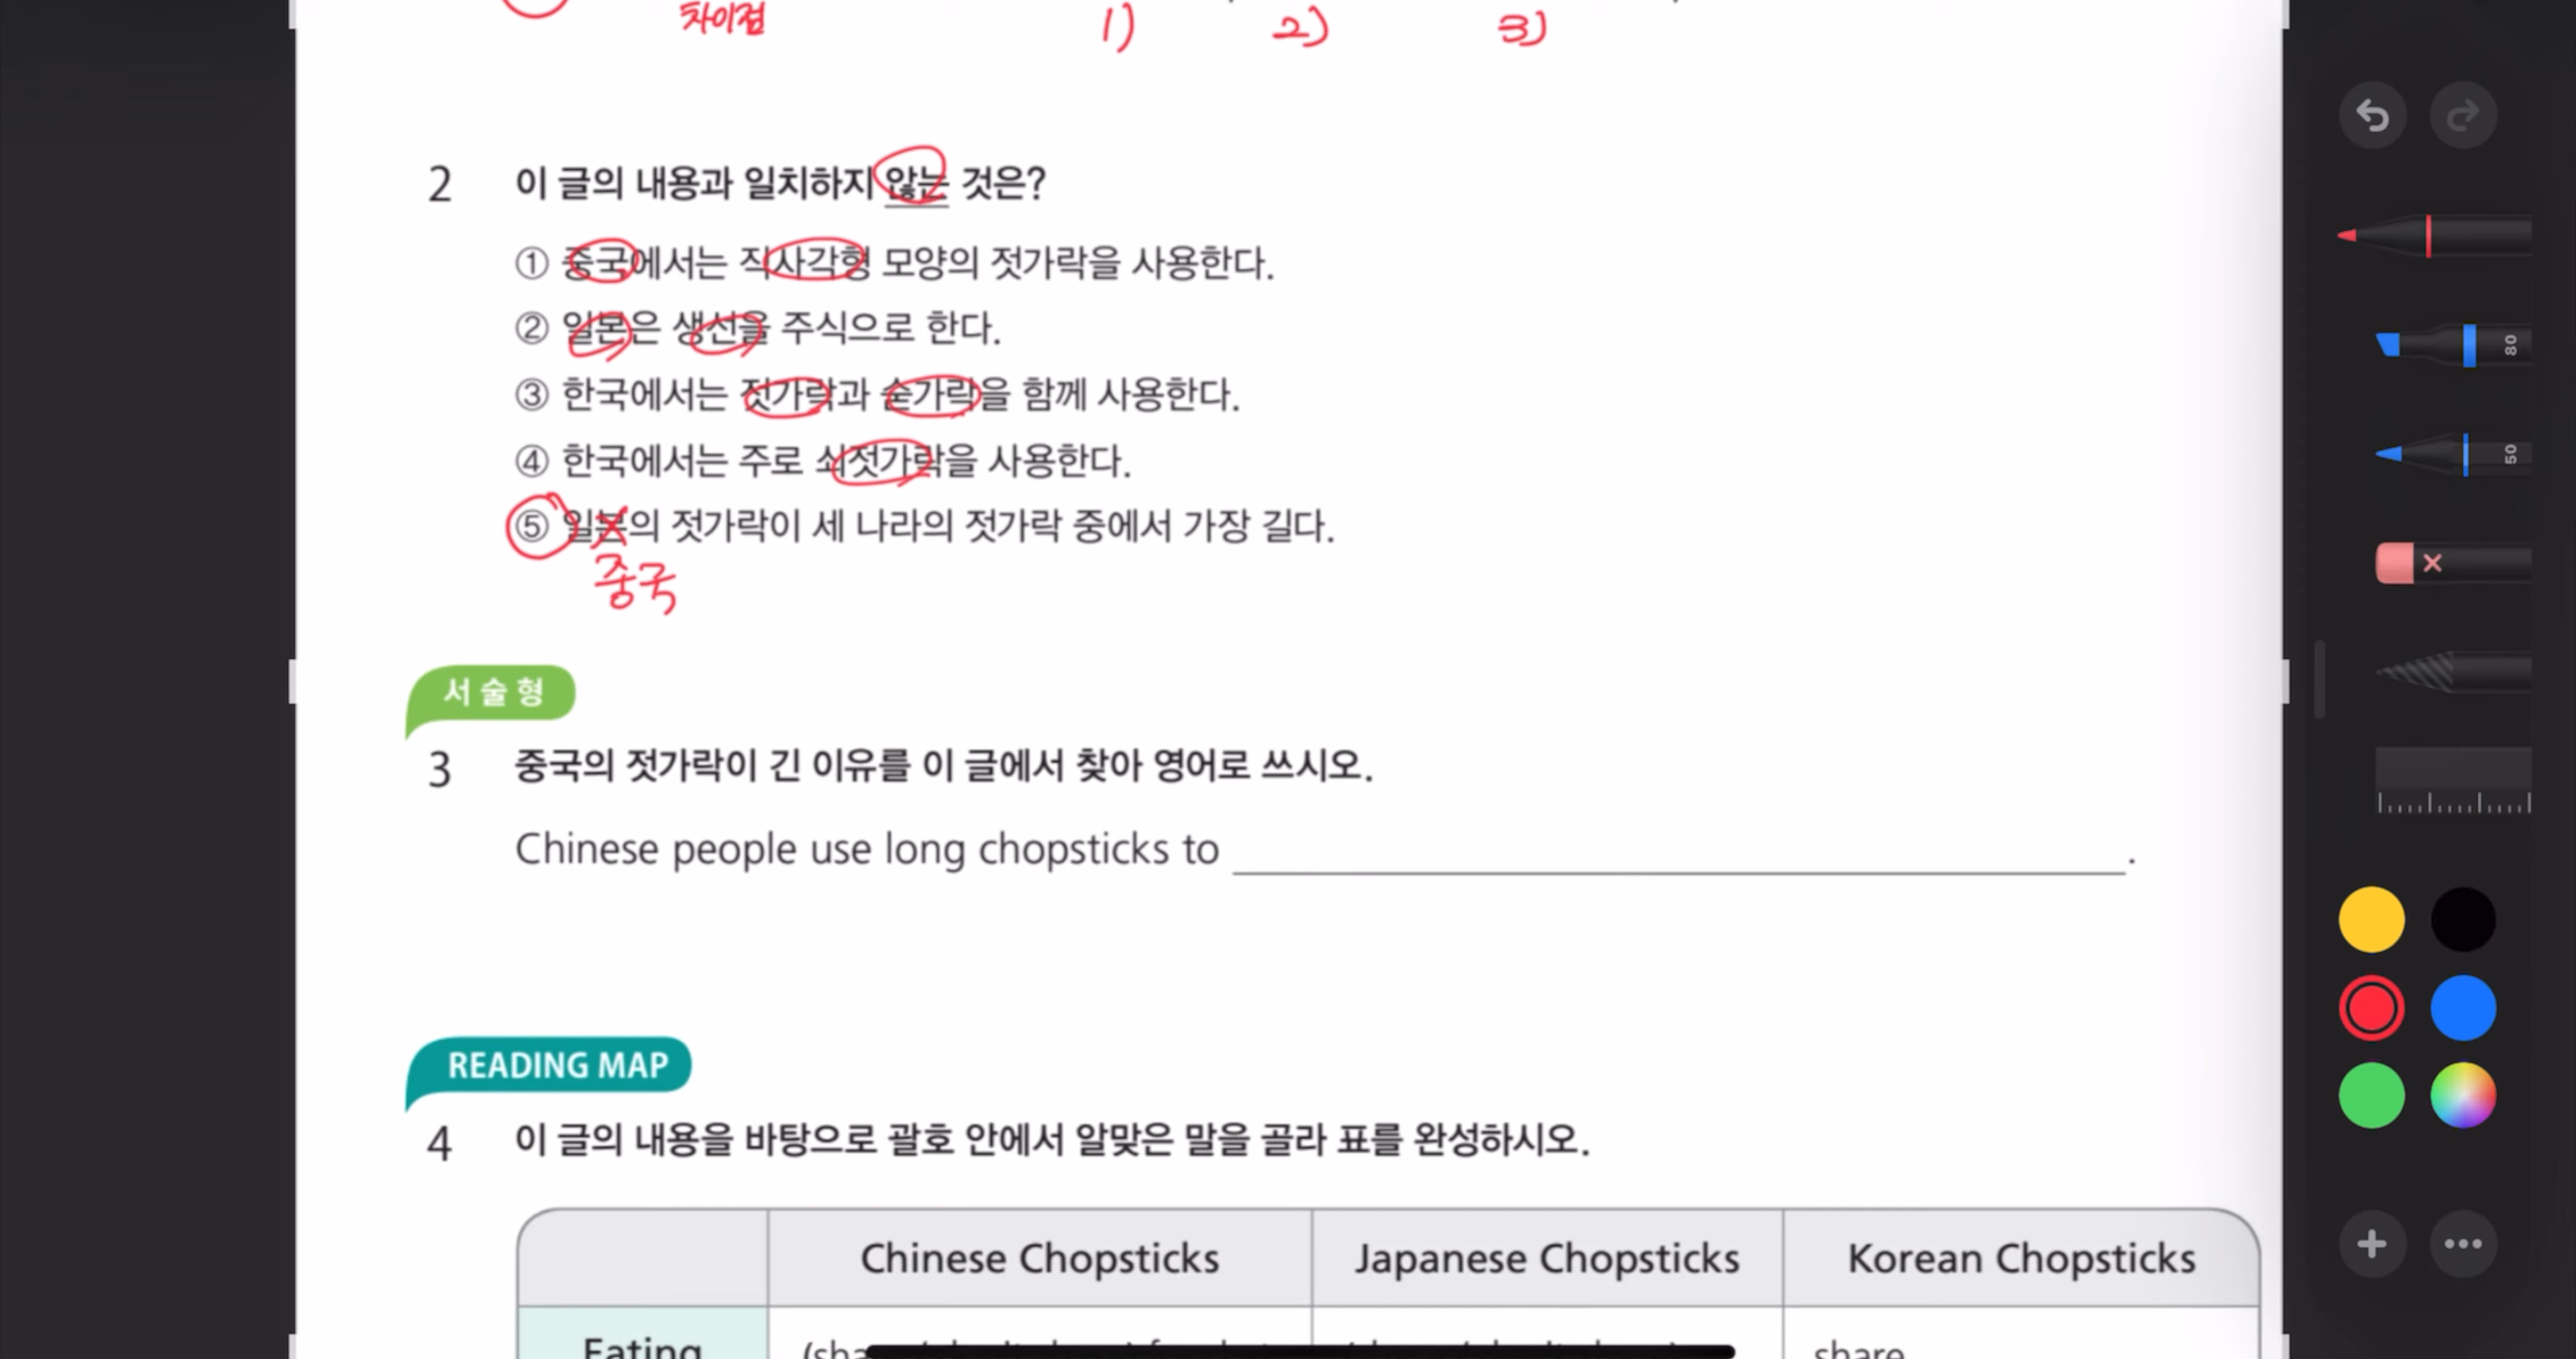 차이점 1) 2) 3)
2 이 글의 내용과 일치하지 않는 것은?
① 중국에서는 직사각형 모양의 젓가락을 사용한다.
② 일본은 생선을 주식으로 한다.
③ 한국에서는 젓가락과 숟가락을 함께 사용한다.
④ 한국에서는 주로 쇠젓가락을 사용한다.
⑤ 일본의 젓가락이 세 나라의 젓가락 중에서 가장 길다.
중국
서술형
3 중국의 젓가락이 긴 이유를 이 글에서 찾아 영어로 쓰시오.
Chinese people use long chopsticks to .
READING MAP
4 이 글의 내용을 바탕으로 괄호 안에서 알맞은 말을 골라 표를 완성하시오.
Chinese Chopsticks Japanese Chopsticks Korean Chopsticks
Eating share
80
50